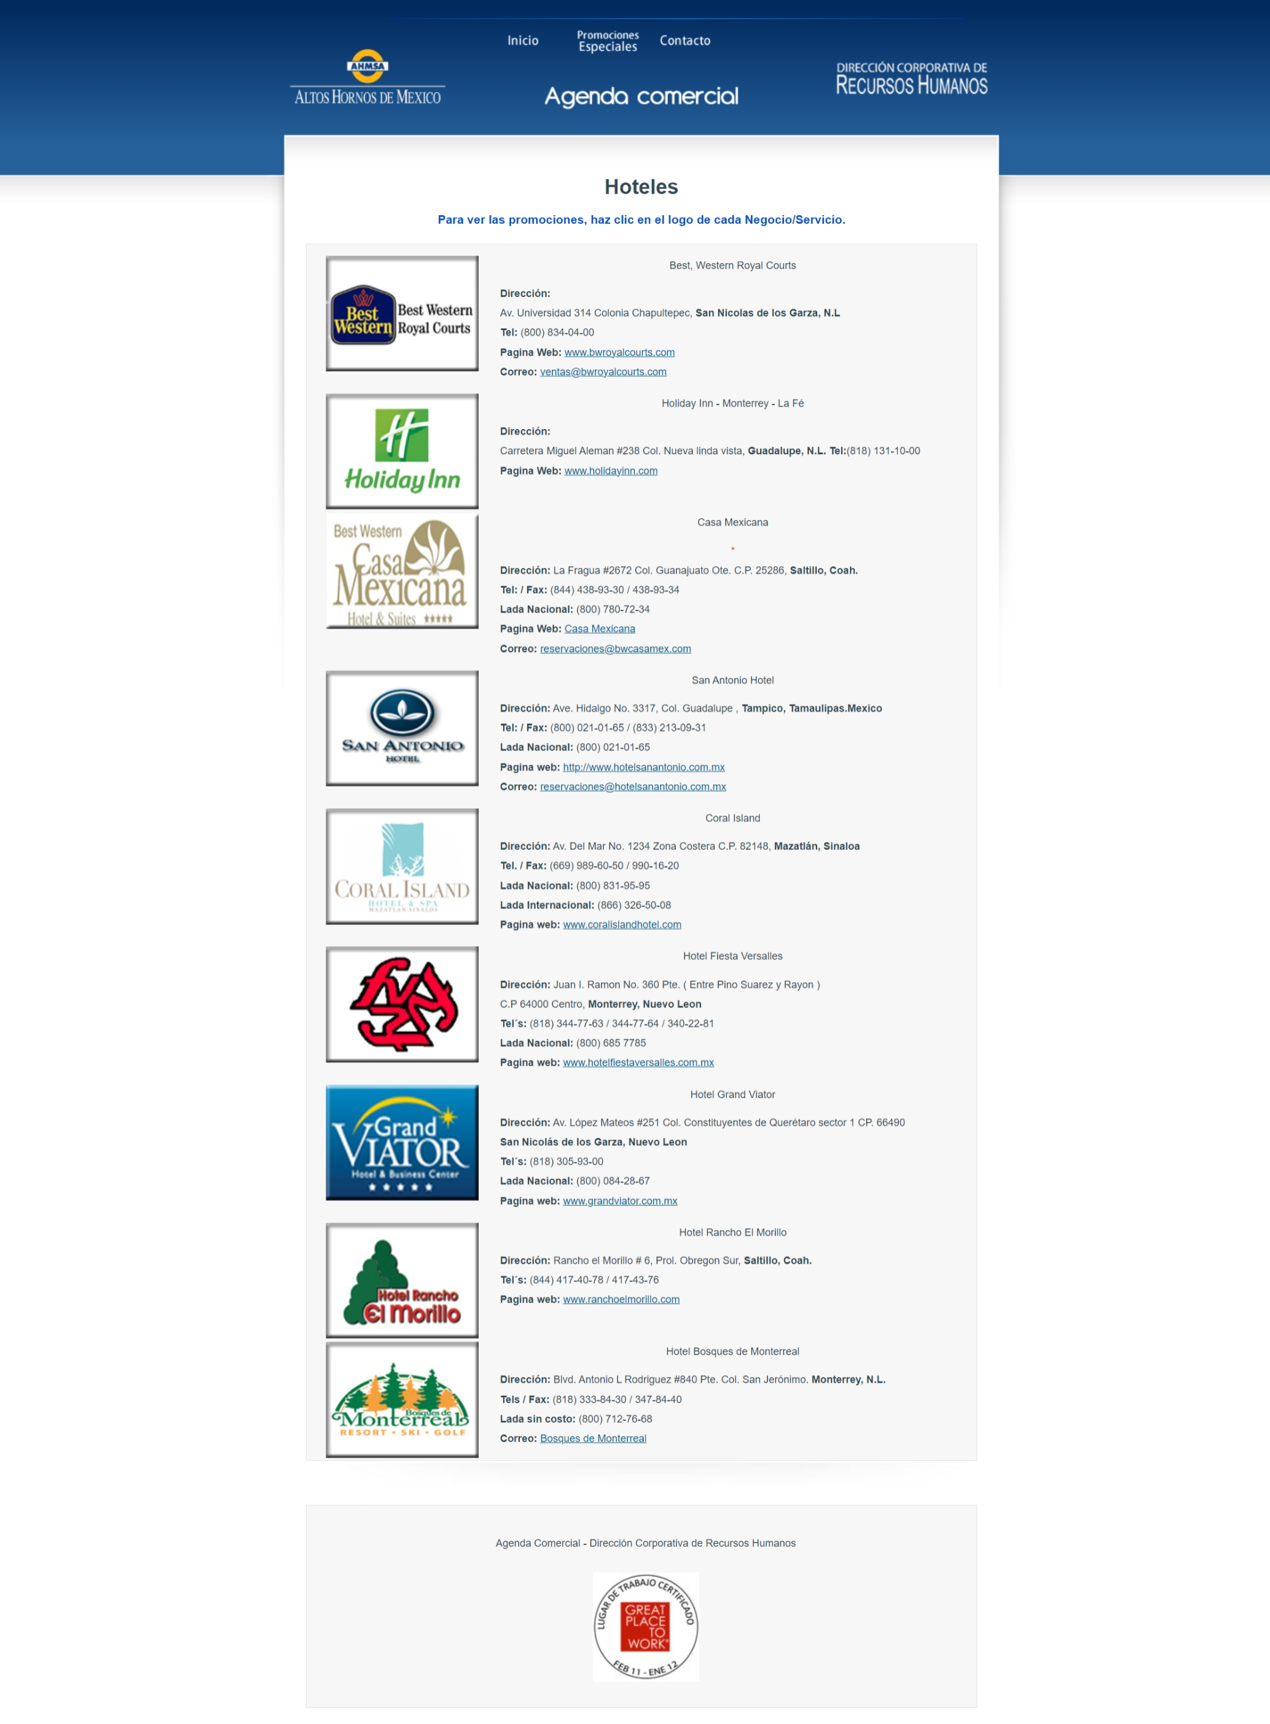 Inicio
Promociones
Especiales
Contacto
AHMSA
ALTOS HORNOS DE MEXICO
Agenda comercial
DIRECCIÓN CORPORATIVA DE
RECURSOS HUMANOS
Hoteles
Para ver las promociones, haz clic en el logo de cada Negocio/Servicio.
Best Western
Best Western
Royal Courts
Best, Western Royal Courts
Dirección:
Av. Universidad 314 Colonia Chapultepec, San Nicolas de los Garza, N.L
Tel: (800) 834-04-00
Pagina Web: www.bwroyalcourts.com
Correo: ventas@bwroyalcourts.com
H
Holiday Inn
Holiday Inn - Monterrey - La Fé
Dirección:
Carretera Miguel Aleman #238 Col. Nueva linda vista, Guadalupe, N.L. Tel:(818) 131-10-00
Pagina Web: www.holidayinn.com
Best Western
Casa
Mexicana
Hotel & Suites
Casa Mexicana
*
Dirección: La Fragua #2672 Col. Guanajuato Ote. C.P. 25286, Saltillo, Coah.
Tel: / Fax: (844) 438-93-30 / 438-93-34
Lada Nacional: (800) 780-72-34
Pagina Web: Casa Mexicana
Correo: reservaciones@bwcasamex.com
SAN ANTONIO
HOTEL
San Antonio Hotel
Dirección: Ave. Hidalgo No. 3317, Col. Guadalupe , Tampico, Tamaulipas.Mexico
Tel: / Fax: (800) 021-01-65 / (833) 213-09-31
Lada Nacional: (800) 021-01-65
Pagina web: http://www.hotelsanantonio.com.mx
Correo: reservaciones@hotelsanantonio.com.mx
CORAL ISLAND
HOTEL & SPA
MAZATLAN SINALOA
Coral Island
Dirección: Av. Del Mar No. 1234 Zona Costera C.P. 82148, Mazatlán, Sinaloa
Tel. / Fax: (669) 989-60-50 / 990-16-20
Lada Nacional: (800) 831-95-95
Lada Internacional: (866) 326-50-08
Pagina web: www.coralislandhotel.com
Hotel Fiesta Versalles
Dirección: Juan I. Ramon No. 360 Pte. ( Entre Pino Suarez y Rayon )
C.P 64000 Centro, Monterrey, Nuevo Leon
Tel´s: (818) 344-77-63 / 344-77-64 / 340-22-81
Lada Nacional: (800) 685 7785
Pagina web: www.hotelfiestaversalles.com.mx
Grand
VIATOR
Hotel & Business Center
Hotel Grand Viator
Dirección: Av. López Mateos #251 Col. Constituyentes de Querétaro sector 1 CP. 66490
San Nicolás de los Garza, Nuevo Leon
Tel´s: (818) 305-93-00
Lada Nacional: (800) 084-28-67
Pagina web: www.grandviator.com.mx
Hotel Rancho
El Morillo
Hotel Rancho El Morillo
Dirección: Rancho el Morillo # 6, Prol. Obregon Sur, Saltillo, Coah.
Tel´s: (844) 417-40-78 / 417-43-76
Pagina web: www.ranchoelmorillo.com
Bosques de
Monterreal
RESORT • SKI • GOLF
Hotel Bosques de Monterreal
Dirección: Blvd. Antonio L Rodriguez #840 Pte. Col. San Jerónimo. Monterrey, N.L.
Tels / Fax: (818) 333-84-30 / 347-84-40
Lada sin costo: (800) 712-76-68
Correo: Bosques de Monterreal
Agenda Comercial - Dirección Corporativa de Recursos Humanos
LUGAR DE TRABAJO CERTIFICADO
GREAT
PLACE
TO
WORK®
FEB 11 - ENE 12